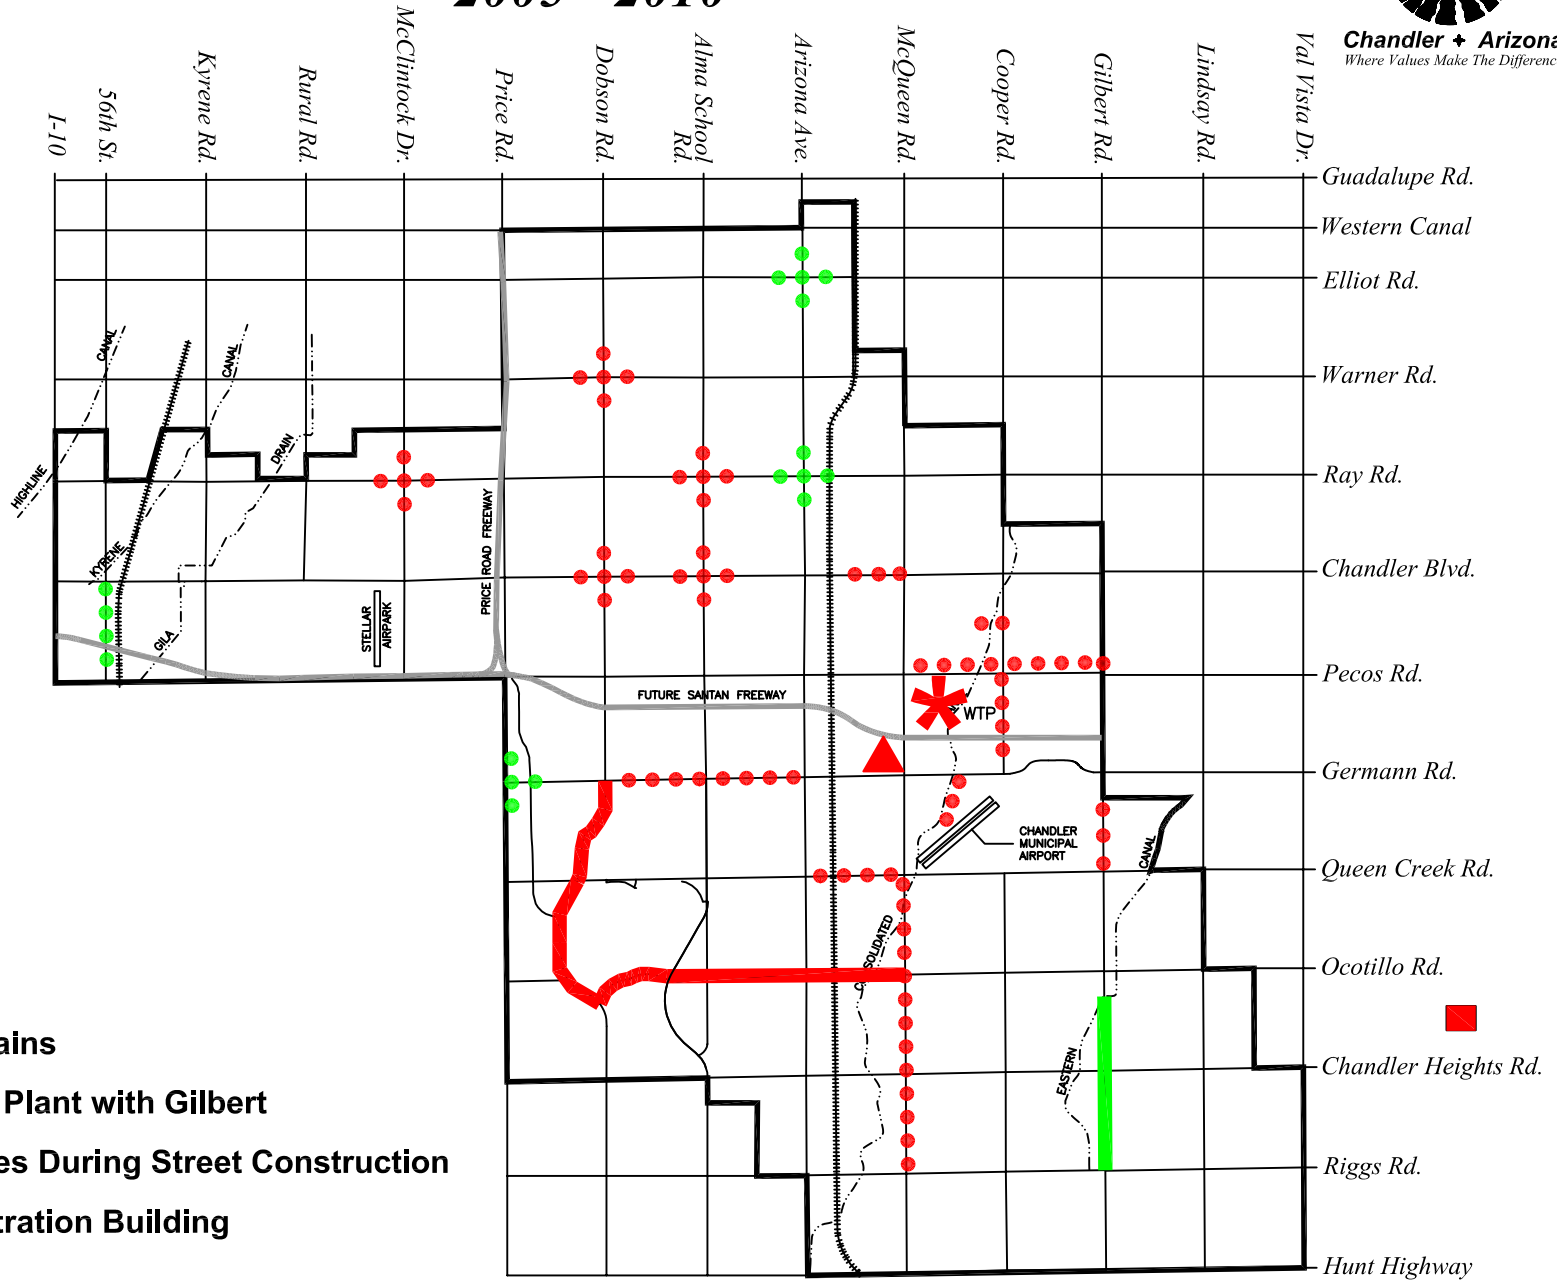 Chandler Arizona
Where Values Make The Differenc
I-10
56th St.
Kyrene Rd.
Rural Rd.
McClintock Dr.
Price Rd.
Dobson Rd.
Alma School
Rd.
Arizona Ave.
McQueen Rd.
Cooper Rd.
Gilbert Rd.
Lindsay Rd.
Val Vista Dr.
Guadalupe Rd.
Western Canal
Elliot Rd.
Warner Rd.
Ray Rd.
Chandler Blvd.
Pecos Rd.
Germann Rd.
Queen Creek Rd.
Ocotillo Rd.
Chandler Heights Rd.
Riggs Rd.
Hunt Highway
CANAL
HIGHLINE
CANAL
KYRENE
DRAIN
GILA
STELLAR
AIRPARK
PRICE ROAD FREEWAY
FUTURE SANTAN FREEWAY
WTP
CHANDLER
MUNICIPAL
AIRPORT
CANAL
SOLIDATED
EASTERN
ains
Plant with Gilbert
es During Street Construction
tration Building